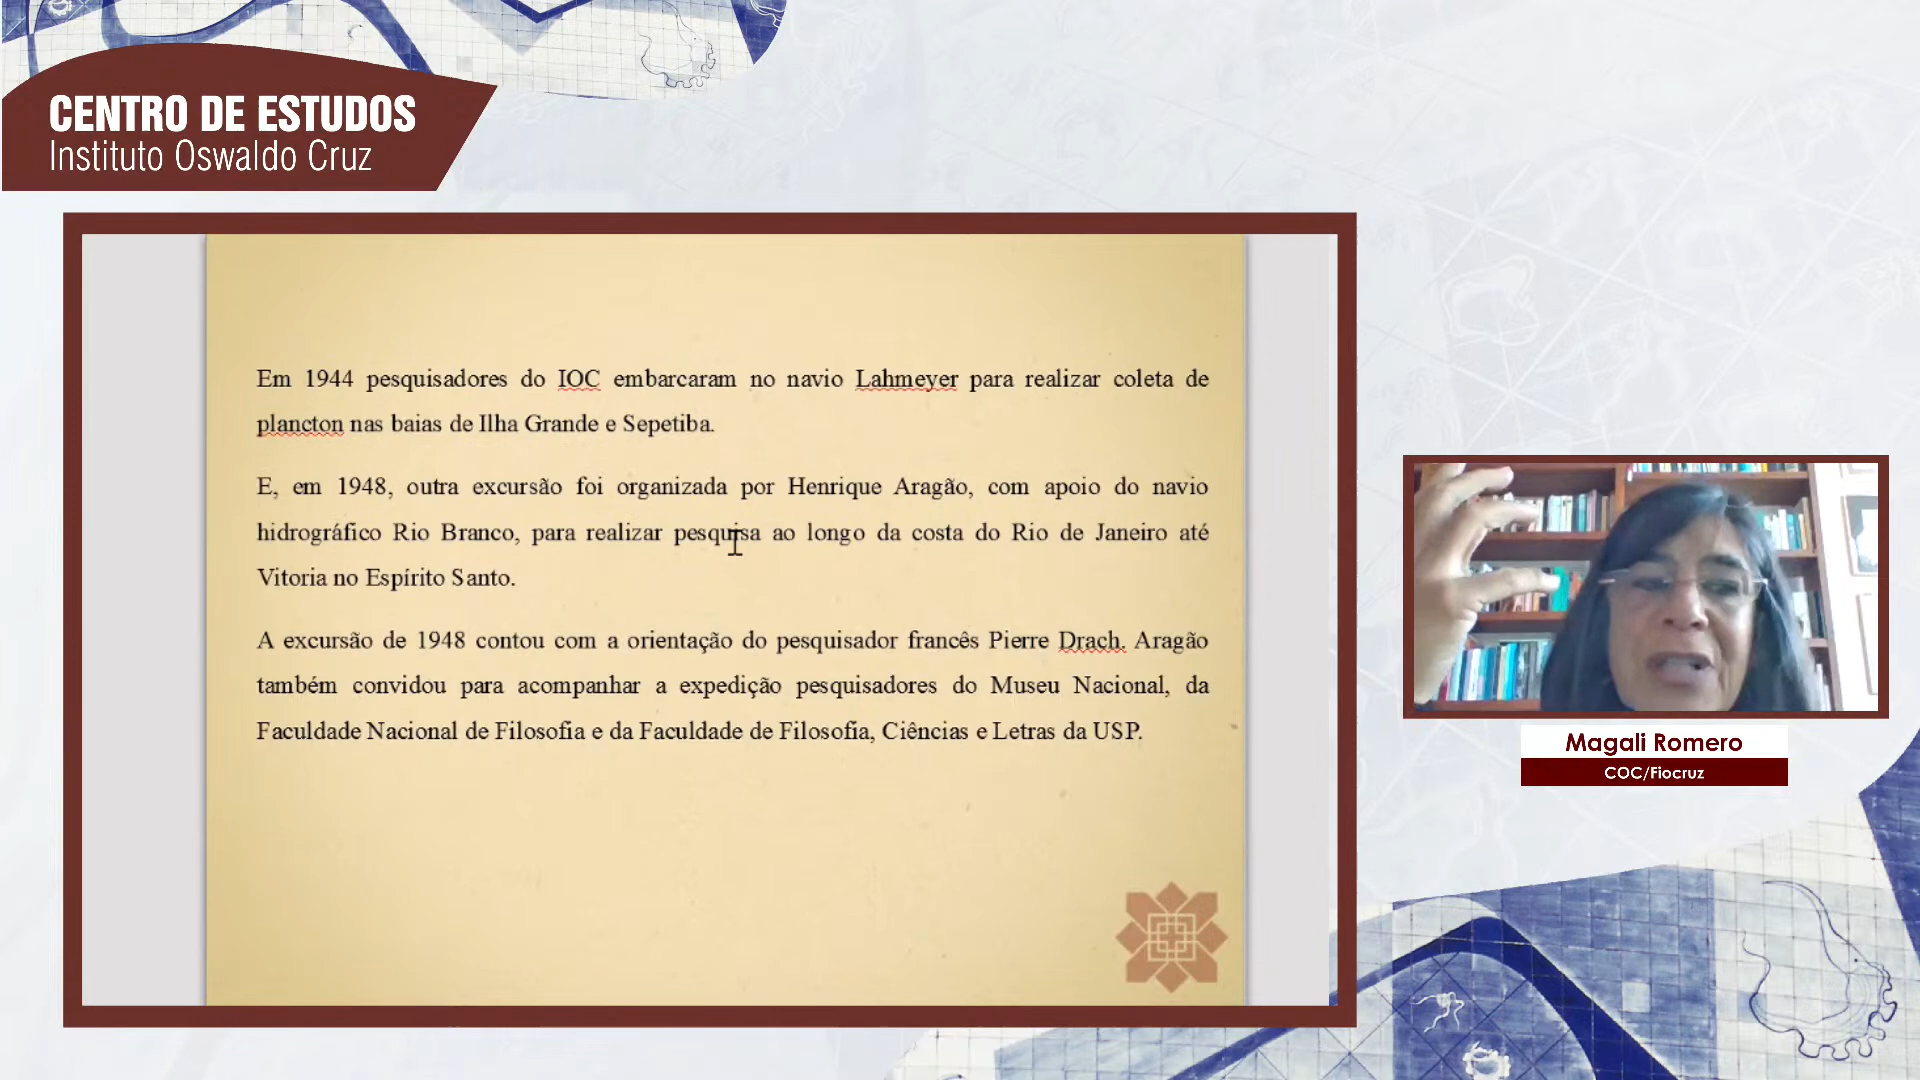 CENTRO DE ESTUDOS
Instituto Oswaldo Cruz
Em 1944 pesquisadores do IOC embarcaram no navio Lahmeyer para realizar coleta de
plancton nas baias de Ilha Grande e Sepetiba.
E, em 1948, outra excursão foi organizada por Henrique Aragão, com apoio do navio
hidrográfico Rio Branco, para realizar pesquisa ao longo da costa do Rio de Janeiro até
Vitoria no Espírito Santo.
A excursão de 1948 contou com a orientação do pesquisador francês Pierre Drach. Aragão
também convidou para acompanhar a expedição pesquisadores do Museu Nacional, da
Faculdade Nacional de Filosofia e da Faculdade de Filosofia, Ciências e Letras da USP.
Magali Romero
COC/Fiocruz